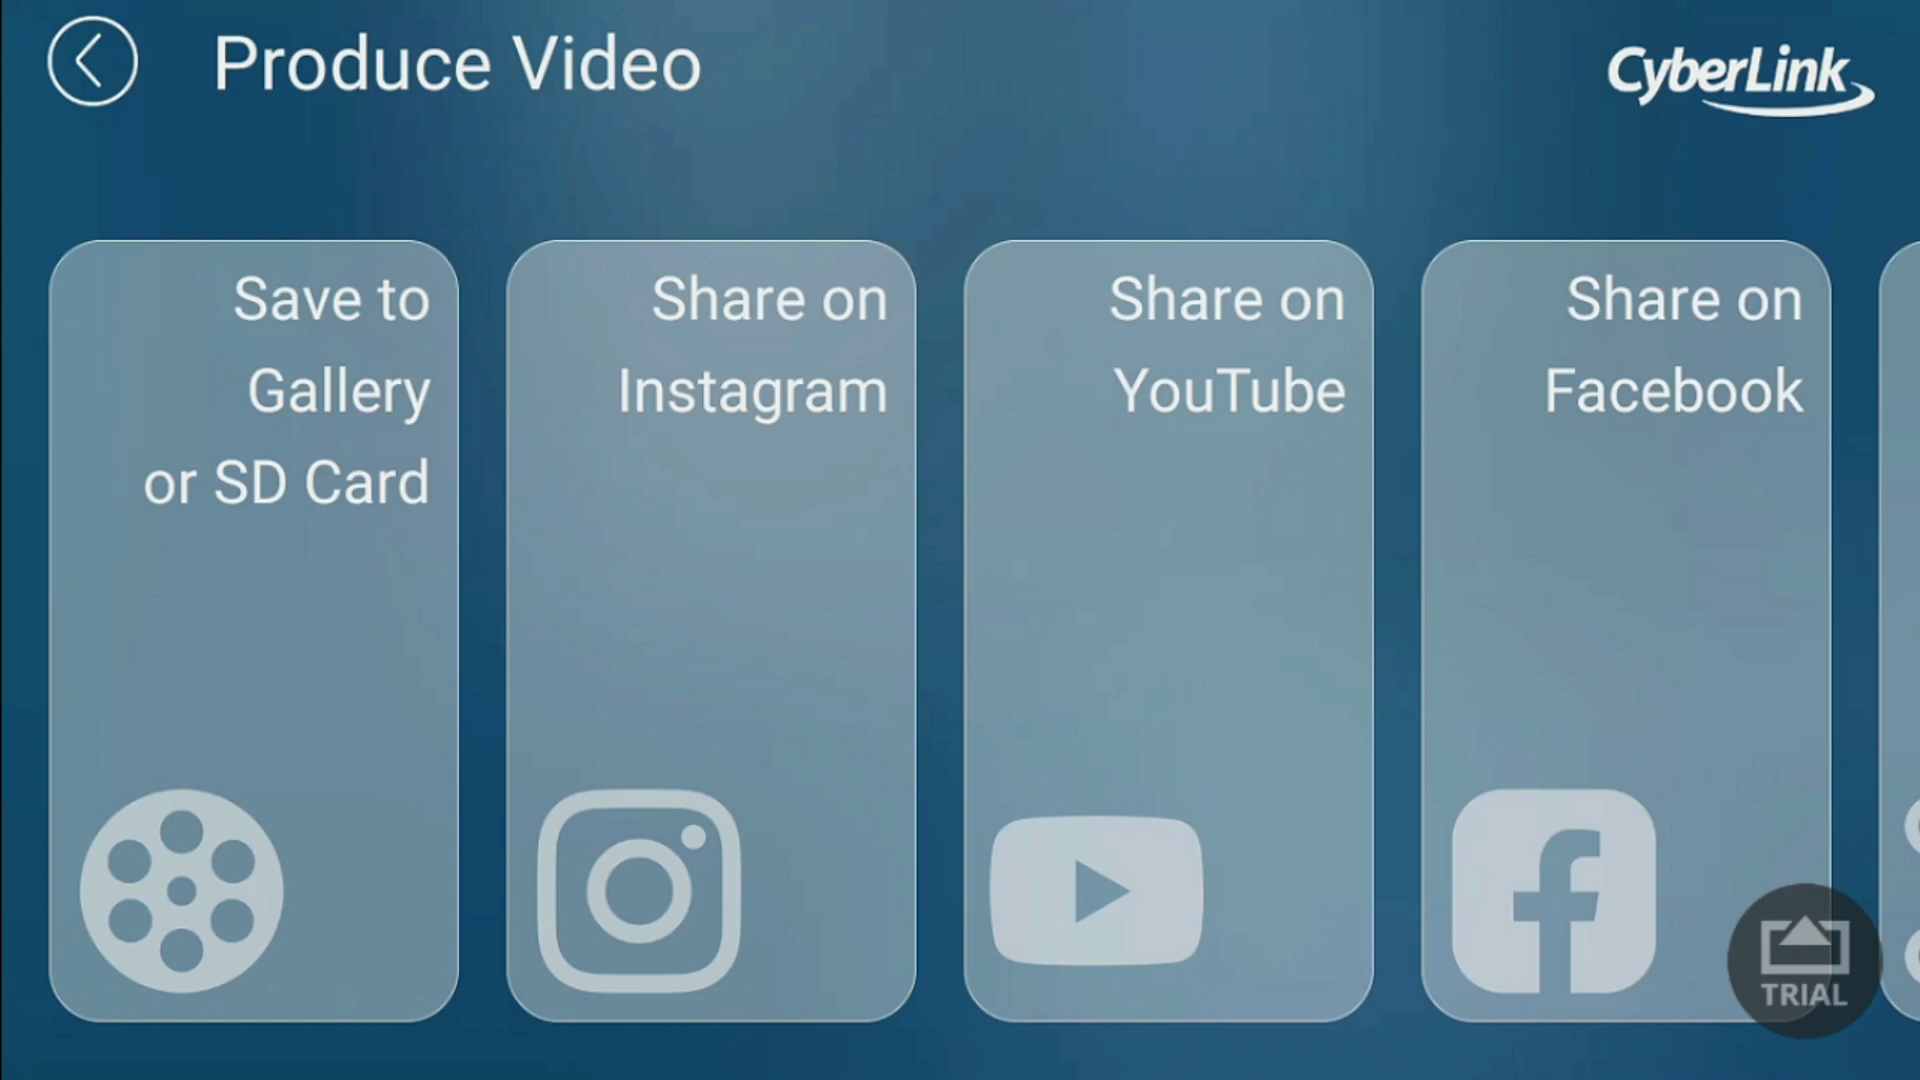 Produce Video
CyberLink
Save to
Gallery
or SD Card
Share on
Instagram
Share on
YouTube
Share on
Facebook
TRIAL